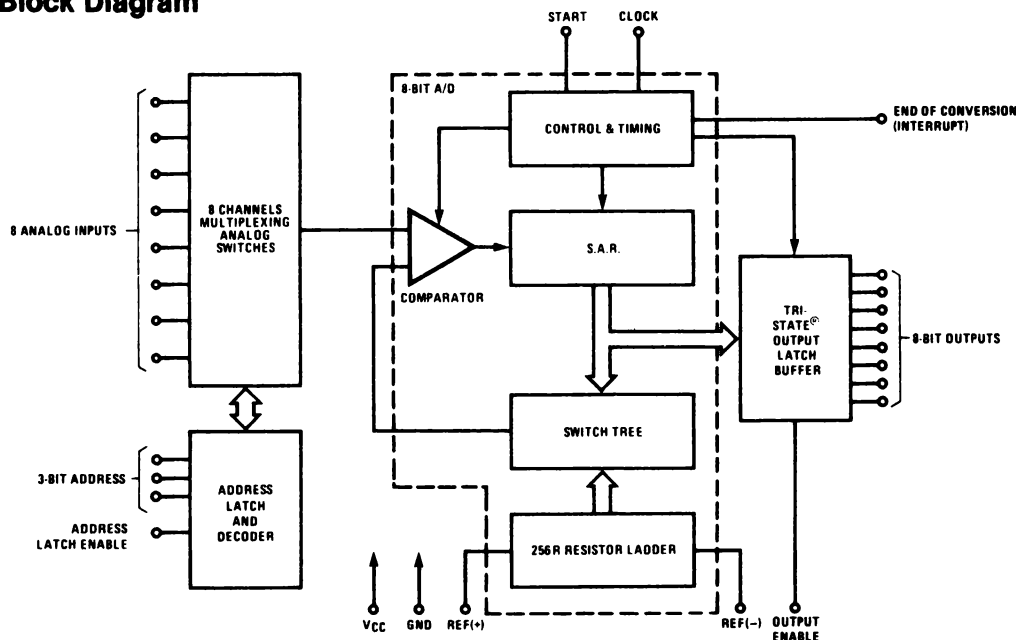 Block Diagram
START
CLOCK
8-BIT A/D
CONTROL & TIMING
END OF CONVERSION
(INTERRUPT)
8 ANALOG INPUTS
8 CHANNELS
MULTIPLEXING
ANALOG
SWITCHES
COMPARATOR
S.A.R.
TRI-
STATE®
OUTPUT
LATCH
BUFFER
8-BIT OUTPUTS
SWITCH TREE
3-BIT ADDRESS
ADDRESS
LATCH ENABLE
ADDRESS
LATCH
AND
DECODER
256R RESISTOR LADDER
VCC
GND
REF(+)
REF(−)
OUTPUT
ENABLE